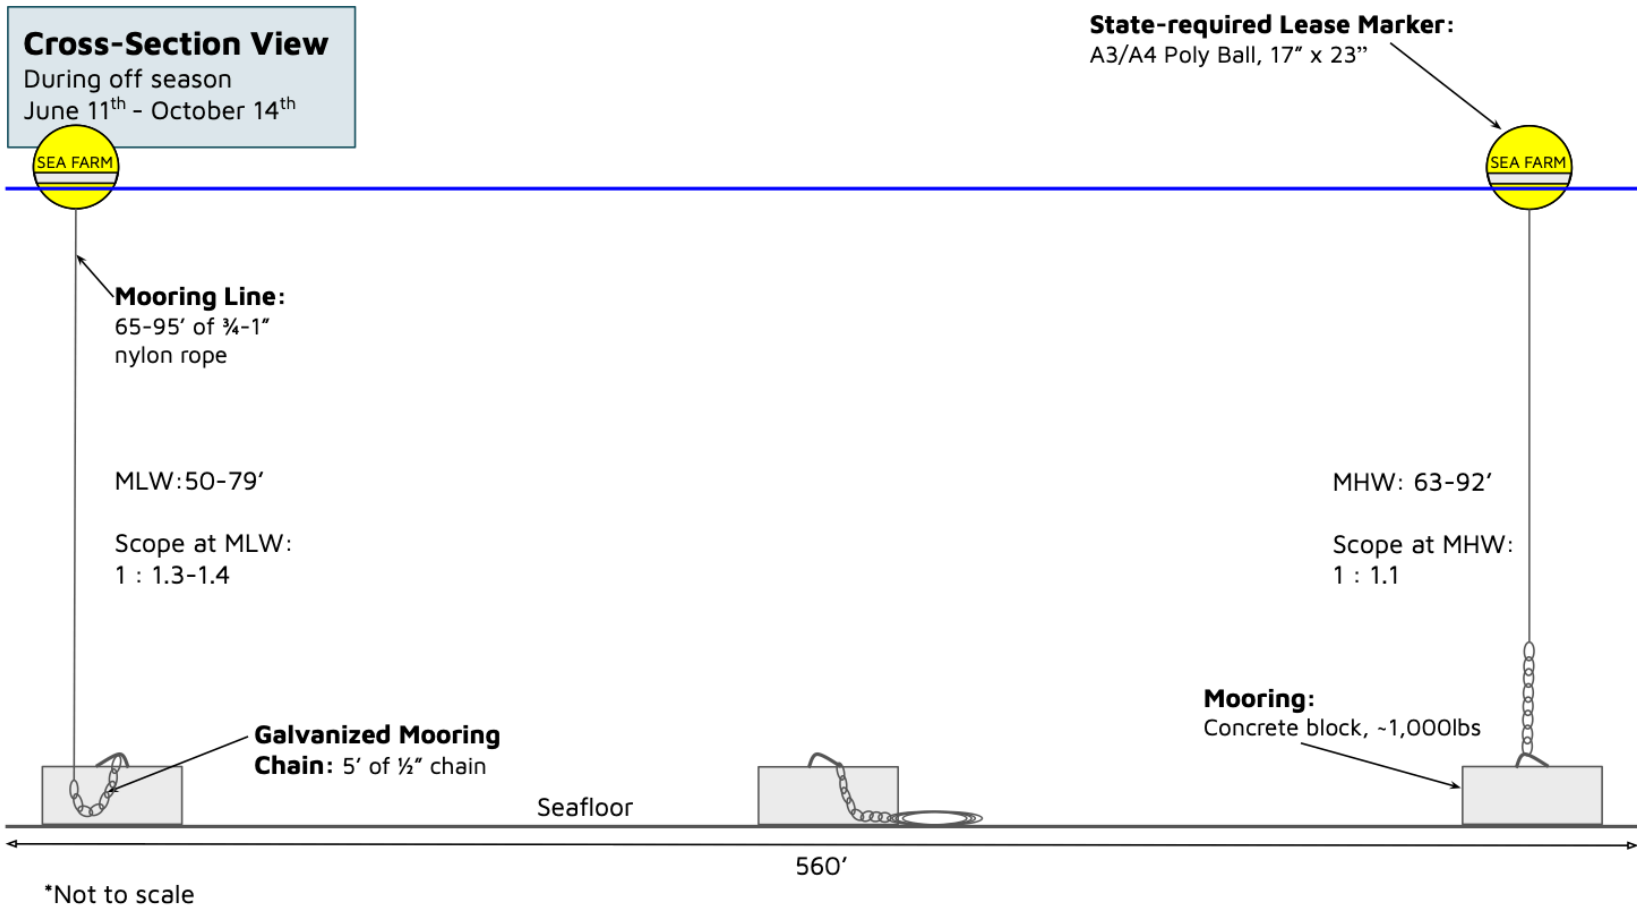 Cross-Section View
During off season
June 11th - October 14th
State-required Lease Marker:
A3/A4 Poly Ball, 17” x 23”
SEA FARM
SEA FARM
Mooring Line:
65-95’ of ¾-1”
nylon rope
MLW:50-79’
Scope at MLW:
1 : 1.3-1.4
MHW: 63-92’
Scope at MHW:
1 : 1.1
Galvanized Mooring
Chain: 5’ of ½” chain
Mooring:
Concrete block, ~1,000lbs
Seafloor
560’
*Not to scale